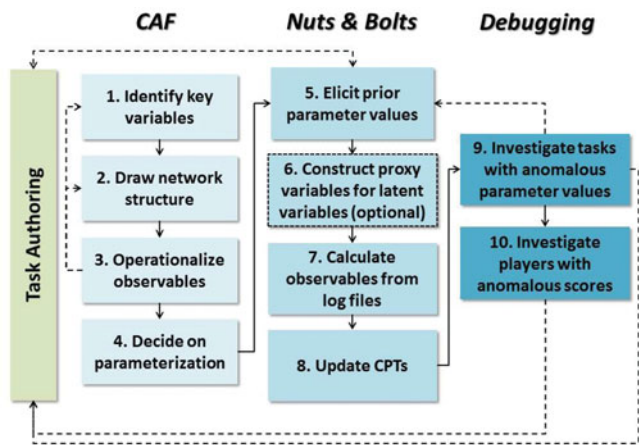 CAF
Nuts & Bolts
Debugging
Task Authoring
1. Identify key
variables
2. Draw network
structure
3. Operationalize
observables
4. Decide on
parameterization
5. Elicit prior
parameter values
6. Construct proxy
variables for latent
variables (optional)
7. Calculate
observables from
log files
8. Update CPTs
9. Investigate tasks
with anomalous
parameter values
10. Investigate
players with
anomalous scores